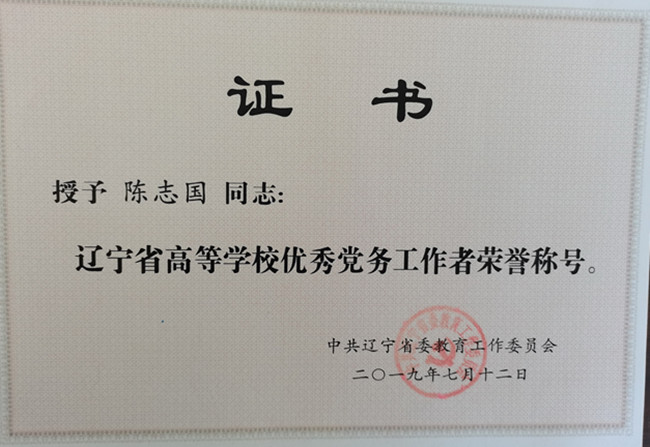 证 书
授予 陈志国 同志:
辽宁省高等学校优秀党务工作者荣誉称号。
中共辽宁省委教育工作委员会
二〇一九年七月十二日